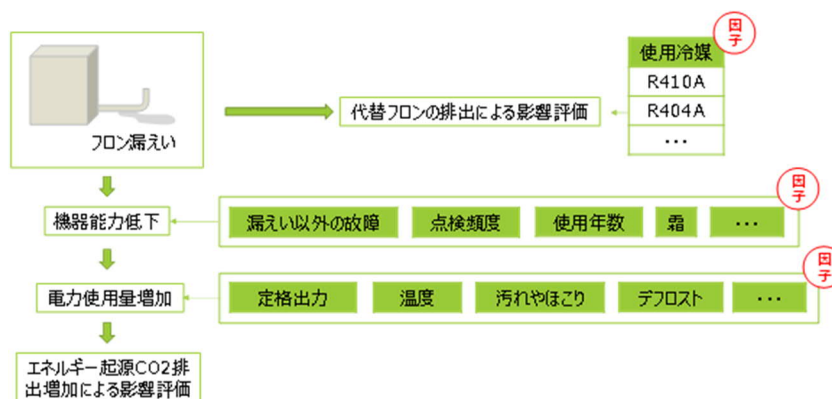 因
子
使用冷媒
R410A
R404A
…
フロン漏えい
代替フロンの排出による影響評価
因
子
機器能力低下
漏えい以外の故障
点検頻度
使用年数
霜
…
因
子
電力使用量増加
定格出力
温度
汚れやほこり
デフロスト
…
エネルギー起源CO2排
出増加による影響評価